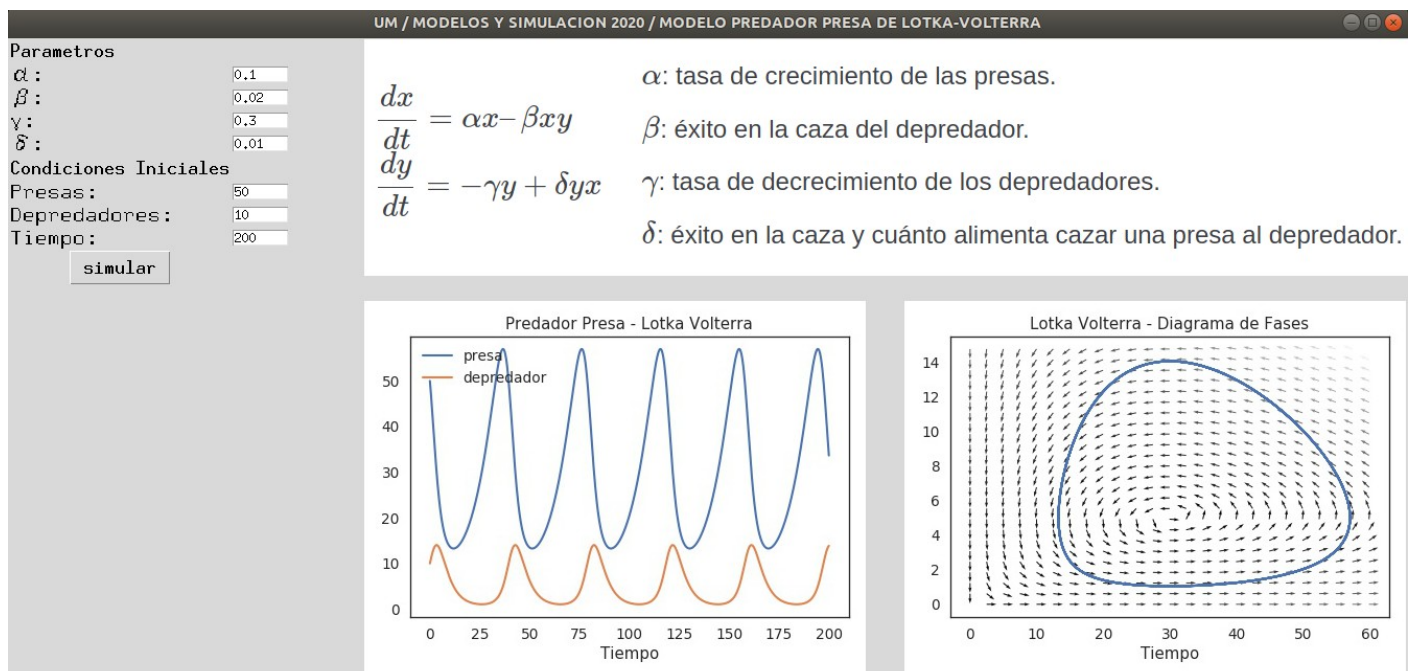 UM / MODELOS Y SIMULACION 2020 / MODELO PREDADOR PRESA DE LOTKA-VOLTERRA
Parametros
α: 0.1
β: 0.02
γ: 0.3
δ: 0.01
Condiciones Iniciales
Presas: 50
Depredadores: 10
Tiempo: 200
simular
dx/dt = αx – βxy
dy/dt = −γy + δyx
α: tasa de crecimiento de las presas.
β: éxito en la caza del depredador.
γ: tasa de decrecimiento de los depredadores.
δ: éxito en la caza y cuánto alimenta cazar una presa al depredador.
Predador Presa - Lotka Volterra
presa
depredador
50
40
30
20
10
0
0 25 50 75 100 125 150 175 200
Tiempo
Lotka Volterra - Diagrama de Fases
14
12
10
8
6
4
2
0
0 10 20 30 40 50 60
Tiempo